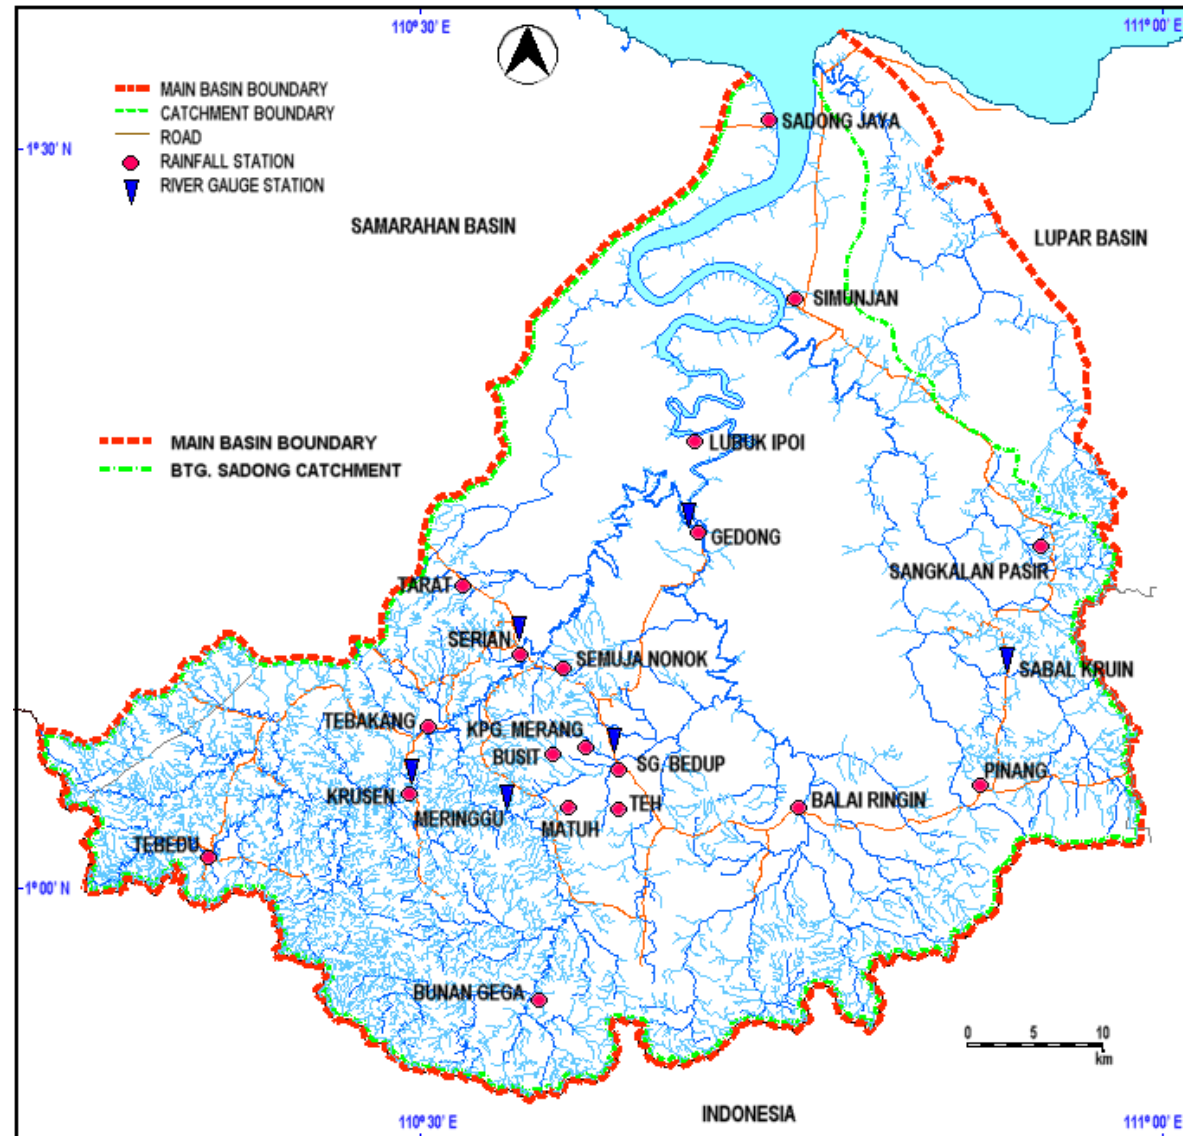 110° 30' E
111° 00' E
MAIN BASIN BOUNDARY
CATCHMENT BOUNDARY
ROAD
RAINFALL STATION
RIVER GAUGE STATION
SADONG JAYA
1° 30' N
SAMARAHAN BASIN
LUPAR BASIN
SIMUNJAN
MAIN BASIN BOUNDARY
BTG. SADONG CATCHMENT
LUBUK IPOI
GEDONG
SANGKALAN PASIR
TARAT
SERIAN
SEMUJA NONOK
SABAL KRUIN
TEBAKANG
KPG. MERANG
BUSIT
SG. BEDUP
PINANG
KRUSEN
MERINGGU
MATUH
TEH
BALAI RINGIN
TEBEDU
1° 00' N
BUNAN GEGA
0 5 10
km
INDONESIA
110° 30' E
111° 00' E